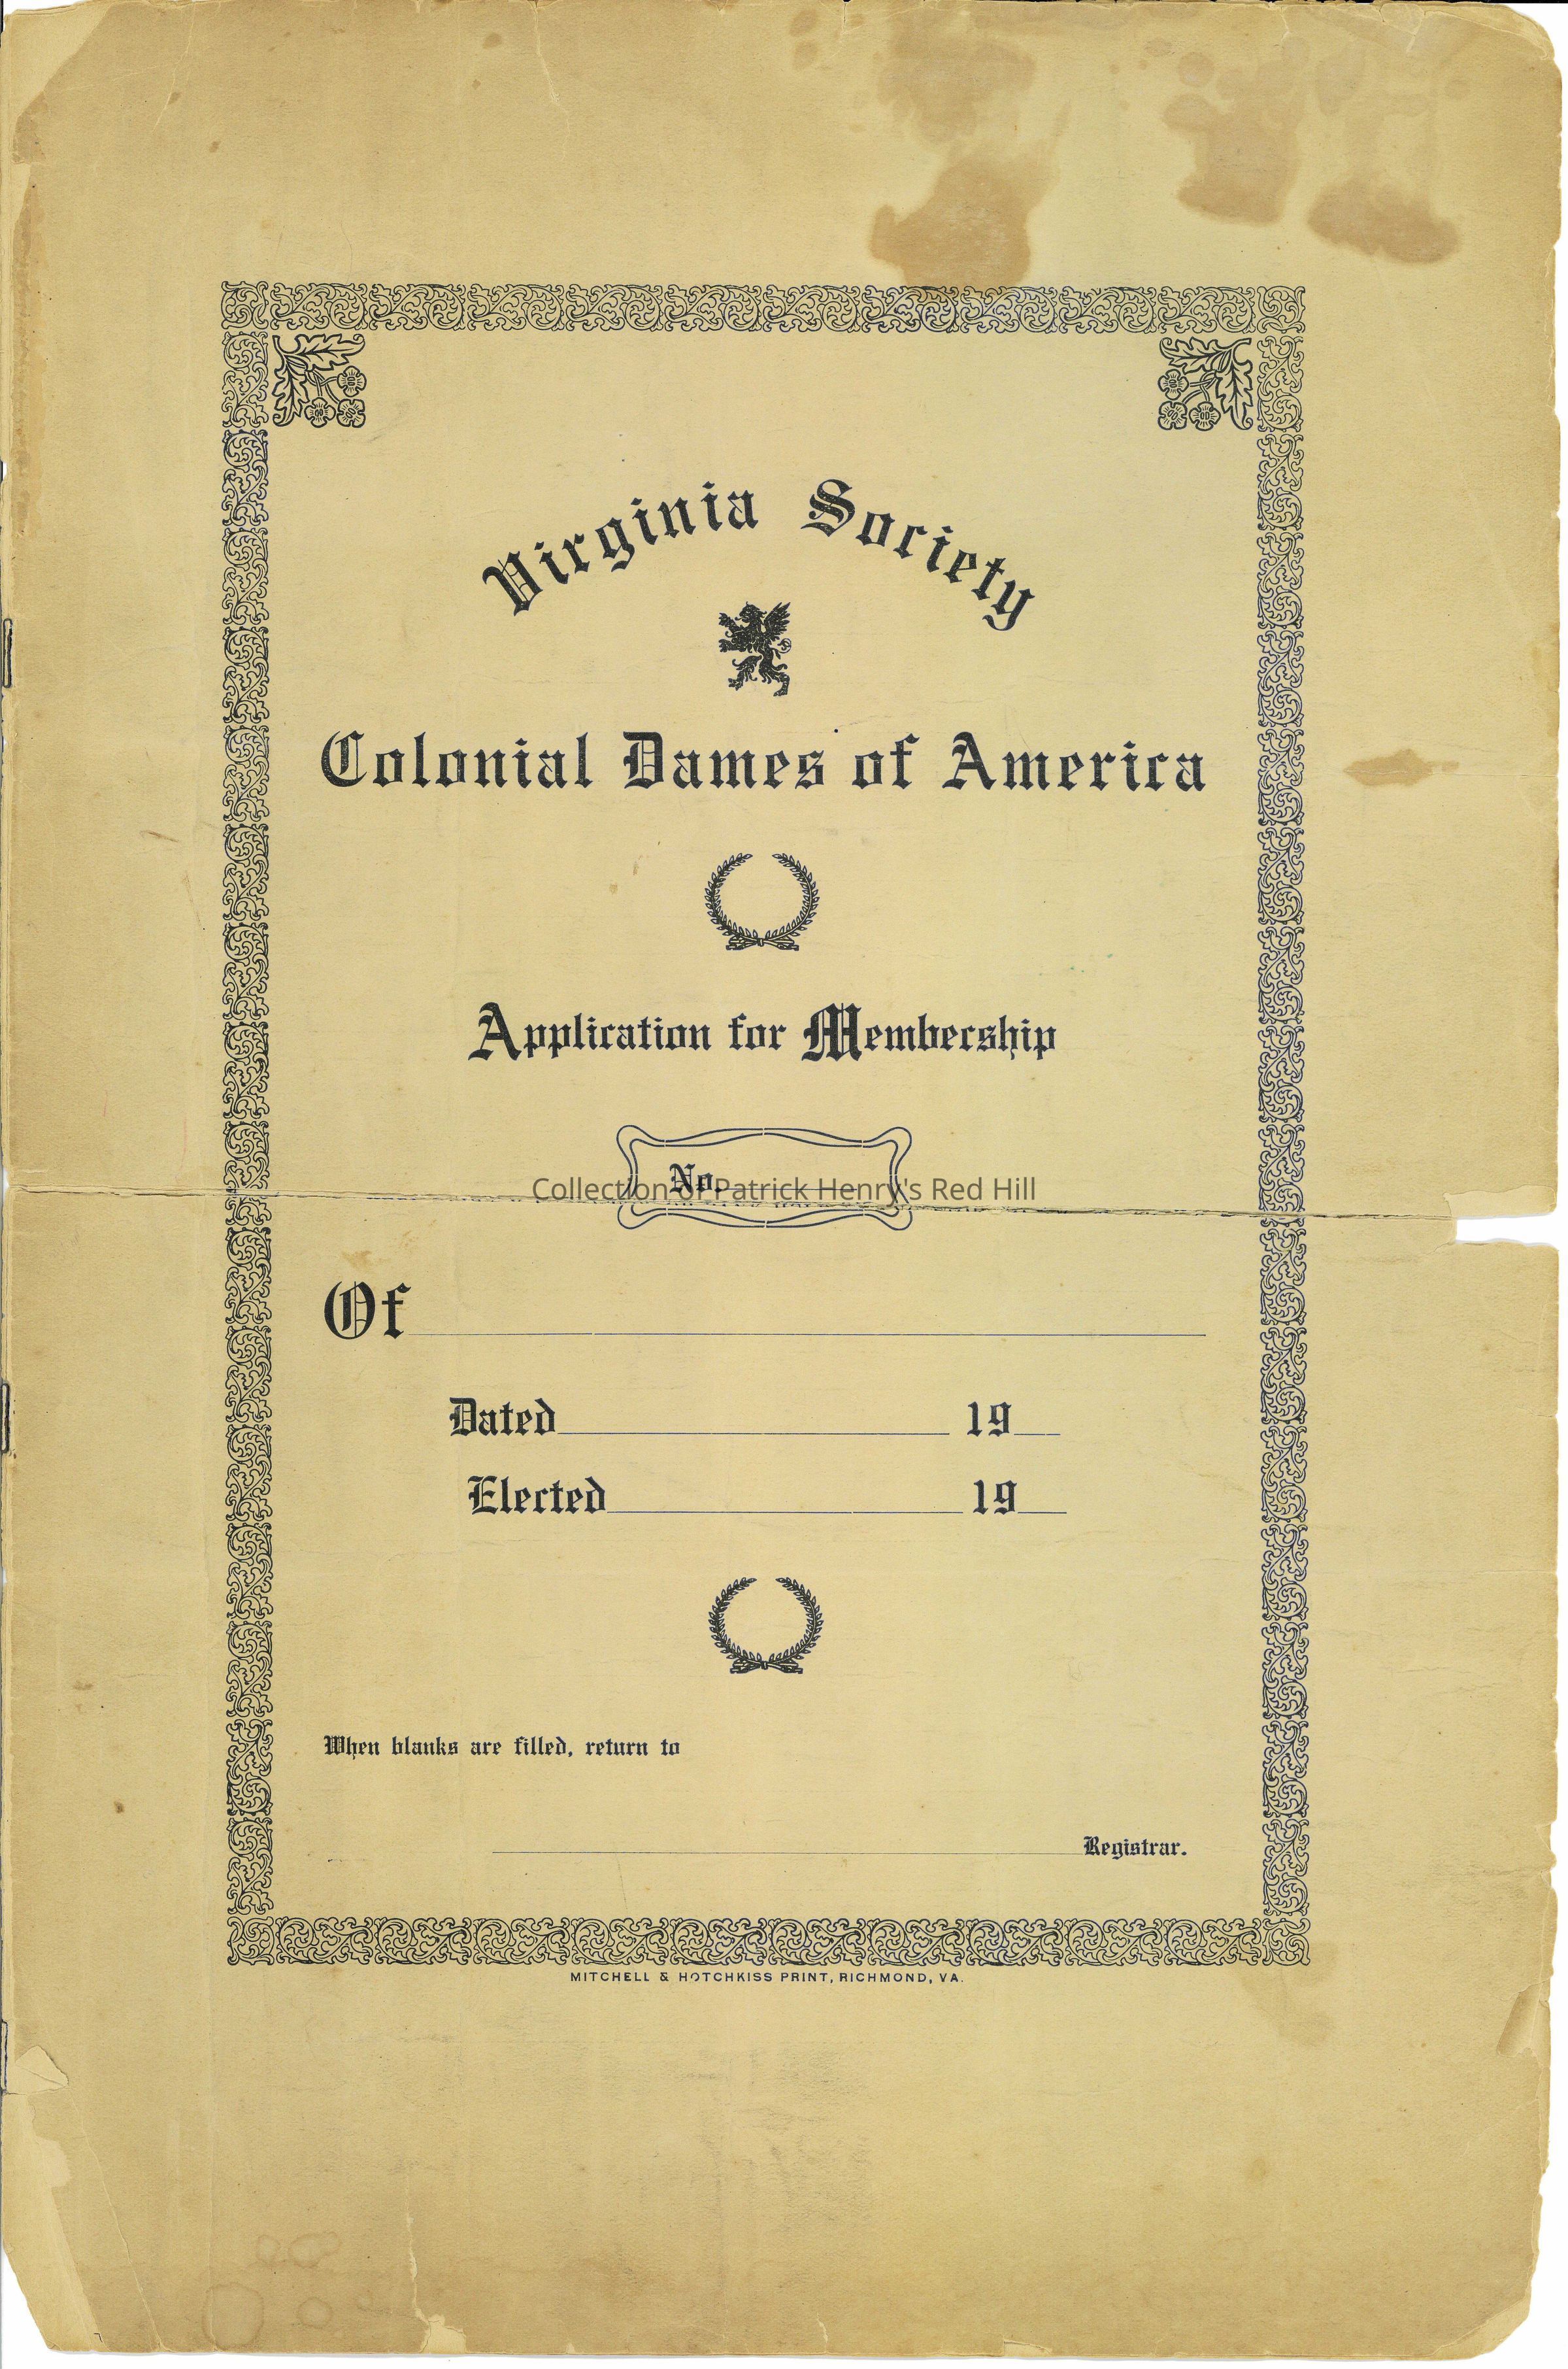 Virginia Society
Colonial Dames of America
Application for Membership
No.
Collection of Patrick Henry's Red Hill
Of
Dated 19
Elected 19
When blanks are filled, return to
Registrar.
MITCHELL & HOTCHKISS PRINT, RICHMOND, VA.